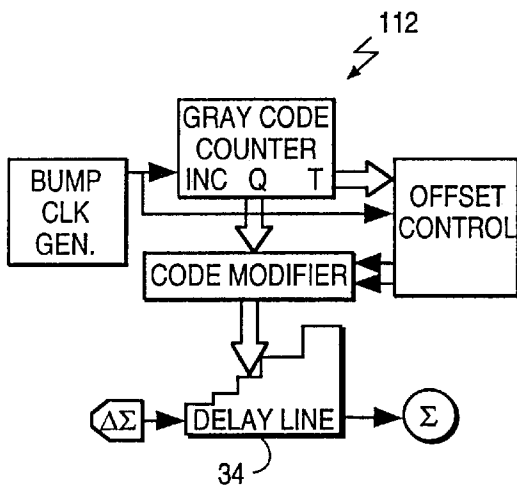 112
GRAY CODE
COUNTER
INC Q T
BUMP
CLK
GEN.
OFFSET
CONTROL
CODE MODIFIER
ΔΣ
DELAY LINE
Σ
34